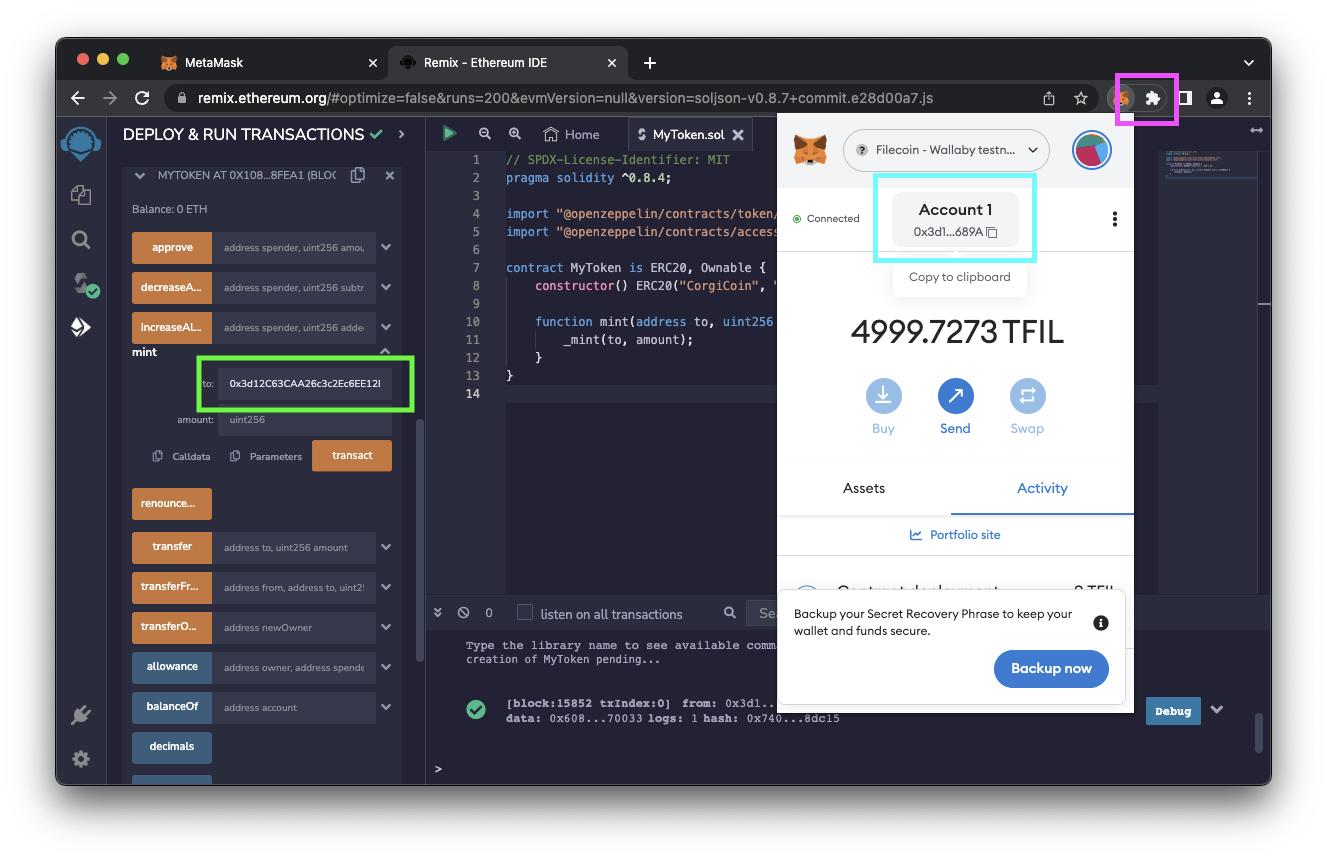 MetaMask
Remix - Ethereum IDE
remix.ethereum.org/#optimize=false&runs=200&evmVersion=null&version=soljson-v0.8.7+commit.e28d00a7.js
DEPLOY & RUN TRANSACTIONS
MYTOKEN AT 0X108...8FEA1 (BLOC
Balance: 0 ETH
approve
address spender, uint256 amou
decreaseA...
address spender, uint256 subtr
increaseAl...
address spender, uint256 adde
mint
to:
0x3d12C63CAA26c3c2Ec6EE12I
amount:
uint256
Calldata
Parameters
transact
renounce...
transfer
address to, uint256 amount
transferFr...
address from, address to, uint25
transferO...
address newOwner
allowance
address owner, address spende
balanceOf
address account
decimals
Home
MyToken.sol
1 // SPDX-License-Identifier: MIT
2 pragma solidity ^0.8.4;
3
4 import "@openzeppelin/contracts/token/
5 import "@openzeppelin/contracts/access
6
7 contract MyToken is ERC20, Ownable {
8 constructor() ERC20("CorgiCoin", "
9
10 function mint(address to, uint256
11 _mint(to, amount);
12 }
13 }
14
0
listen on all transactions
Sea
Type the library name to see available comma
creation of MyToken pending...
[block:15852 txIndex:0] from: 0x3d1...
data: 0x608...70033 logs: 1 hash: 0x740...8dc15
Debug
>
Filecoin - Wallaby testn...
Connected
Account 1
0x3d1...689A
Copy to clipboard
4999.7273 TFIL
Buy
Send
Swap
Assets
Activity
Portfolio site
Contract deployment
0 TFIL
Backup your Secret Recovery Phrase to keep your
wallet and funds secure.
Backup now